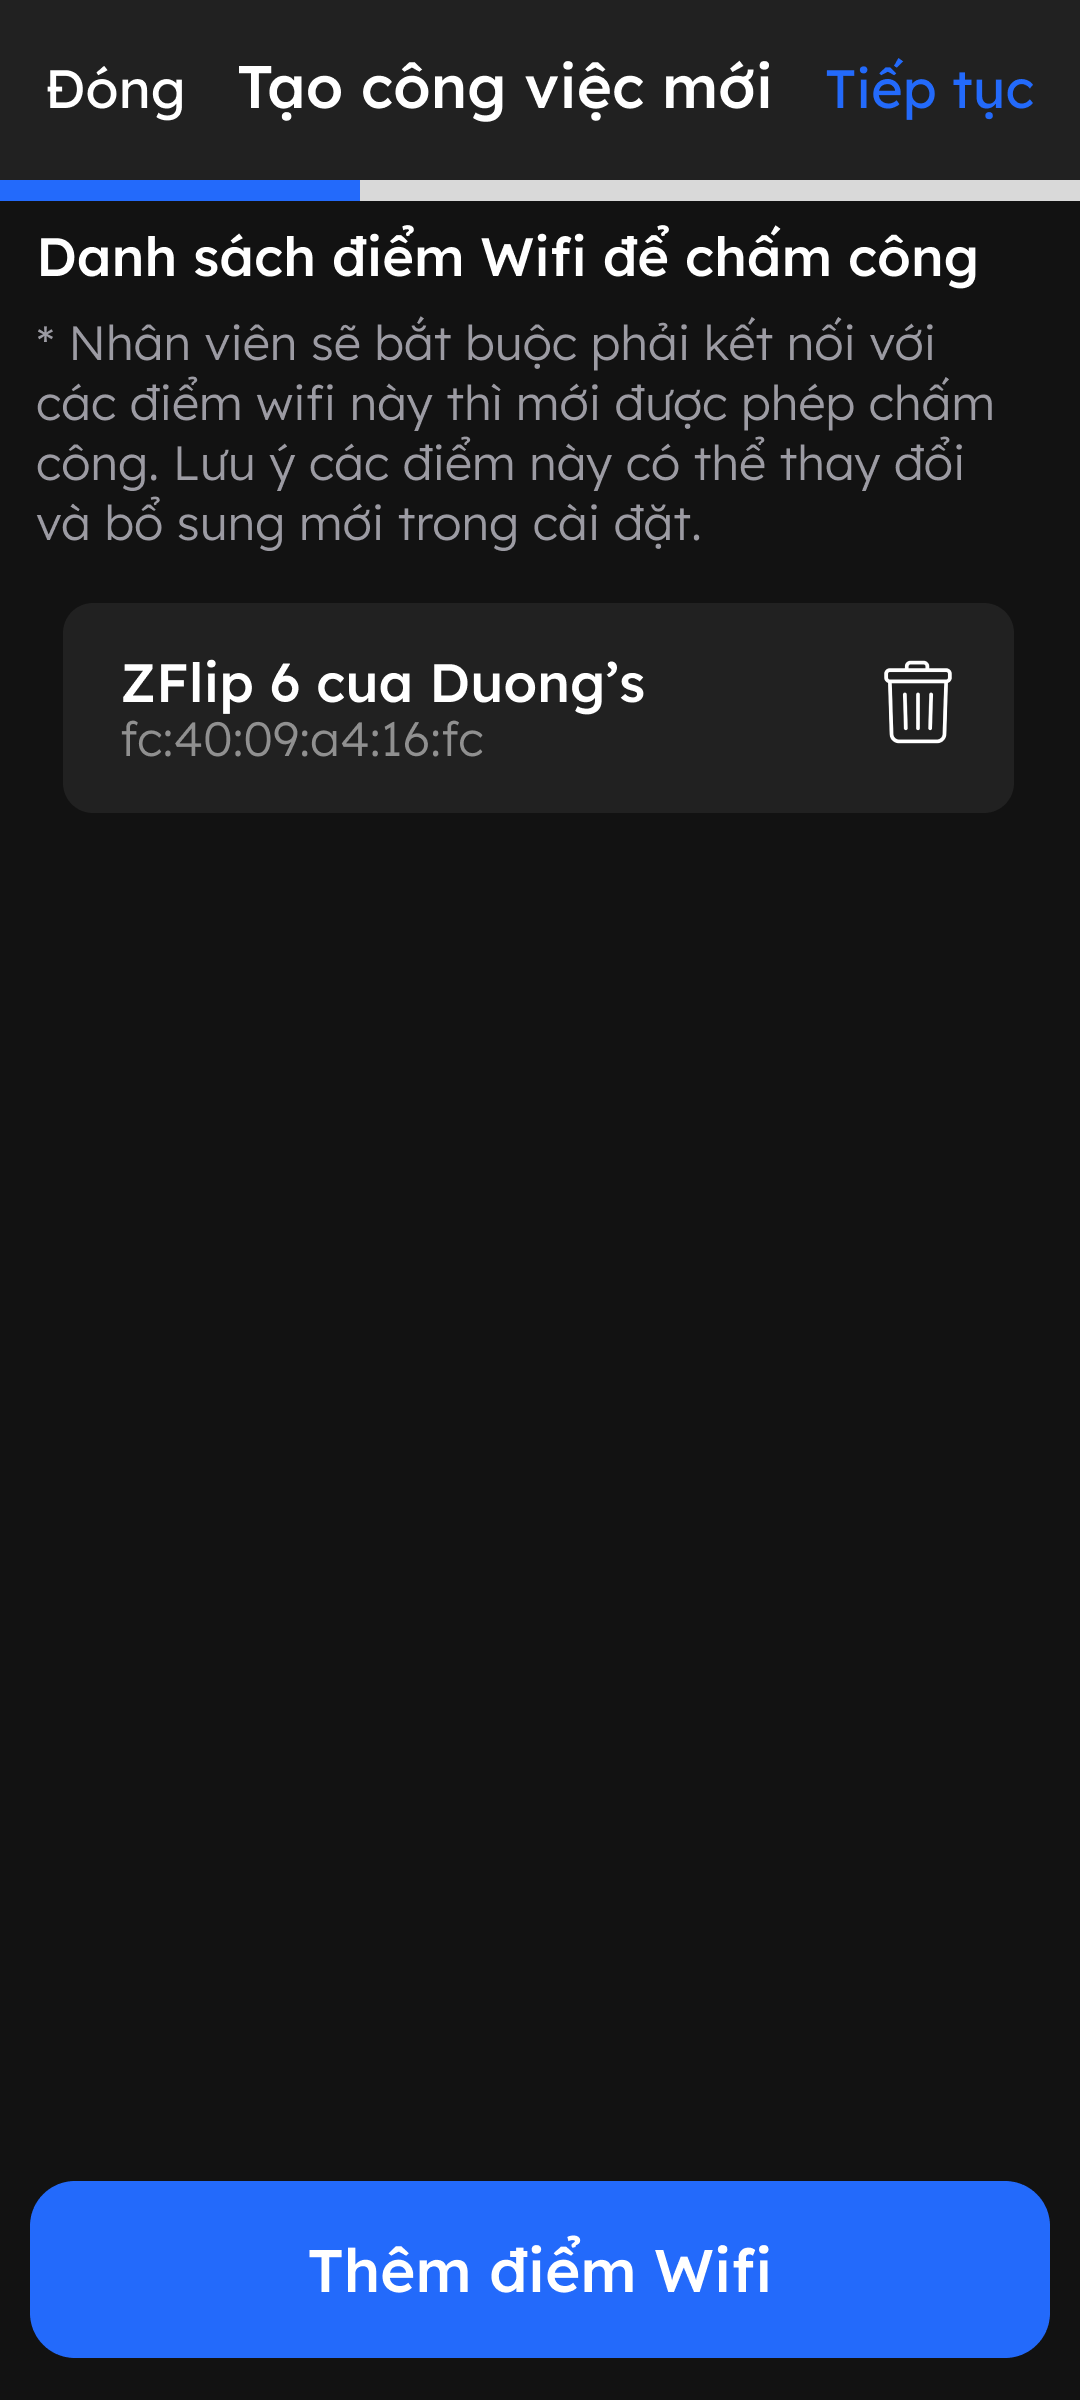 Đóng Tạo công việc mới Tiếp tục
Danh sách điểm Wifi để chấm công
* Nhân viên sẽ bắt buộc phải kết nối với
các điểm wifi này thì mới được phép chấm
công. Lưu ý các điểm này có thể thay đổi
và bổ sung mới trong cài đặt.
ZFlip 6 cua Duong’s
fc:40:09:a4:16:fc
Thêm điểm Wifi